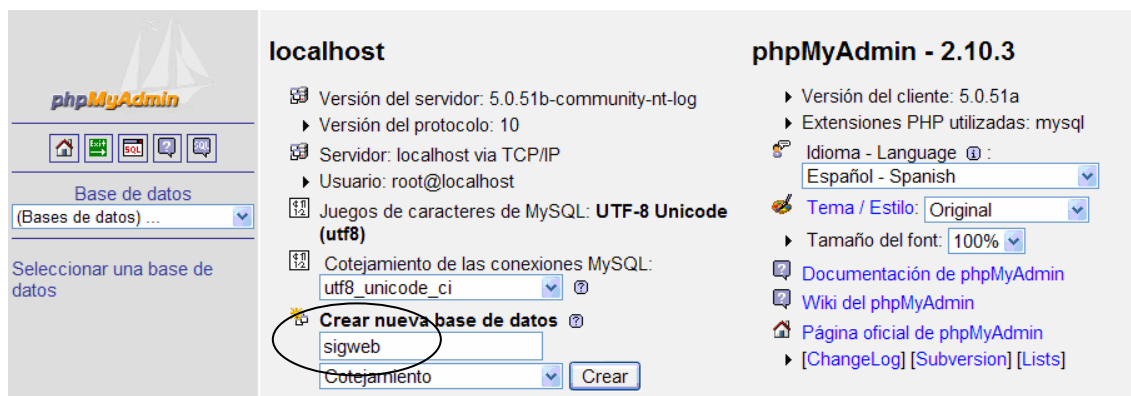 phpMyAdmin
Exit
SQL
SQL
Base de datos
(Bases de datos) ...
Seleccionar una base de
datos
localhost
Versión del servidor: 5.0.51b-community-nt-log
Versión del protocolo: 10
Servidor: localhost via TCP/IP
Usuario: root@localhost
Juegos de caracteres de MySQL: UTF-8 Unicode
(utf8)
Cotejamiento de las conexiones MySQL:
utf8_unicode_ci
Crear nueva base de datos
sigweb
Cotejamiento
Crear
phpMyAdmin - 2.10.3
Versión del cliente: 5.0.51a
Extensiones PHP utilizadas: mysql
Idioma - Language :
Español - Spanish
Tema / Estilo: Original
Tamaño del font: 100%
Documentación de phpMyAdmin
Wiki del phpMyAdmin
Página oficial de phpMyAdmin
[ChangeLog] [Subversion] [Lists]